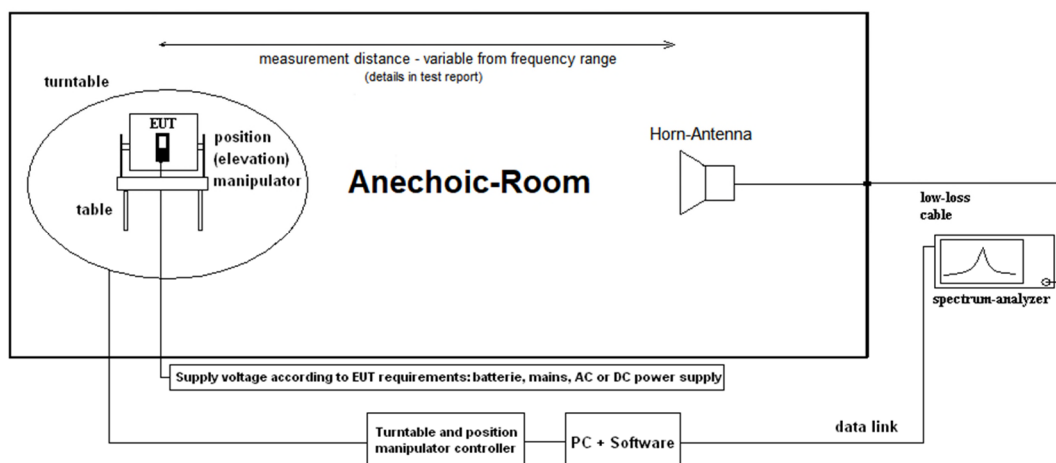 measurement distance - variable from frequency range
(details in test report)
turntable
EUT
position
(elevation)
manipulator
table
Horn-Antenna
Anechoic-Room
low-loss
cable
spectrum-analyzer
Supply voltage according to EUT requirements: batterie, mains, AC or DC power supply
Turntable and position
manipulator controller
PC + Software
data link